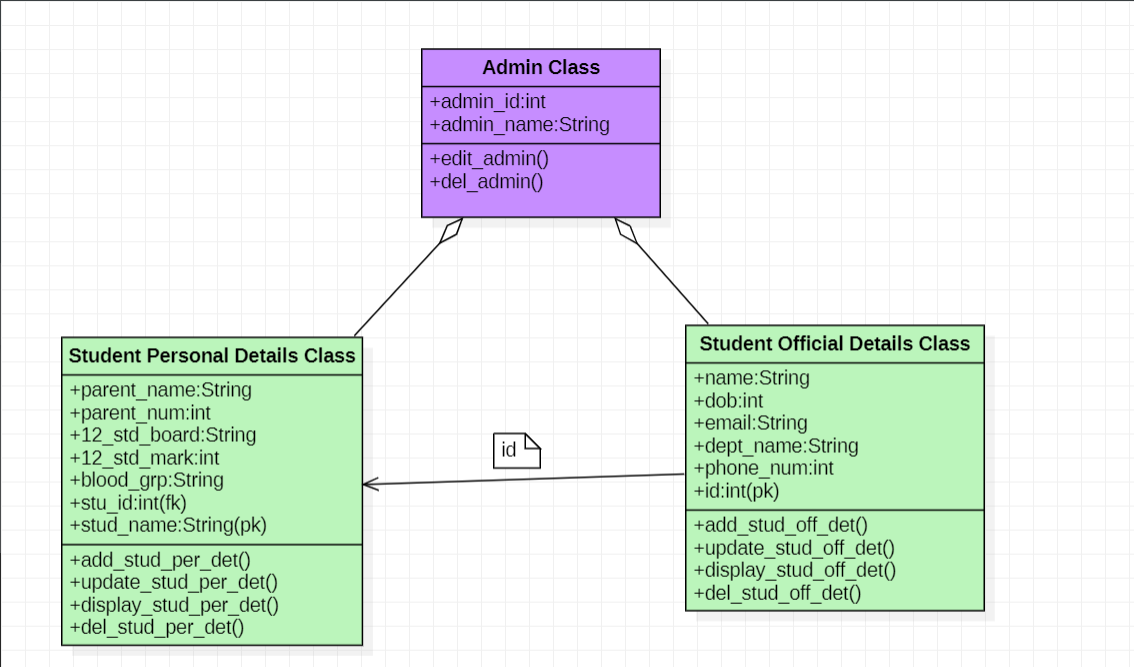 Admin Class
+admin_id:int
+admin_name:String
+edit_admin()
+del_admin()
Student Personal Details Class
+parent_name:String
+parent_num:int
+12_std_board:String
+12_std_mark:int
+blood_grp:String
+stu_id:int(fk)
+stud_name:String(pk)
+add_stud_per_det()
+update_stud_per_det()
+display_stud_per_det()
+del_stud_per_det()
id
Student Official Details Class
+name:String
+dob:int
+email:String
+dept_name:String
+phone_num:int
+id:int(pk)
+add_stud_off_det()
+update_stud_off_det()
+display_stud_off_det()
+del_stud_off_det()